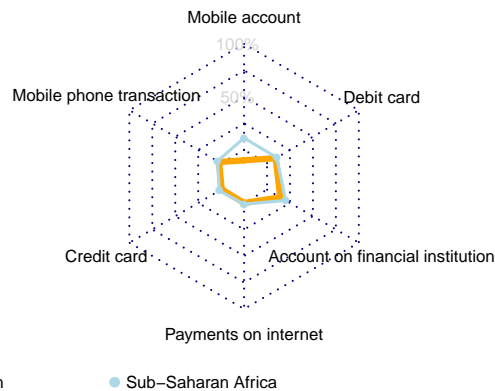 Mobile account
100%
Mobile phone transaction
50%
Debit card
Credit card
Account on financial institution
Payments on internet
Sub−Saharan Africa